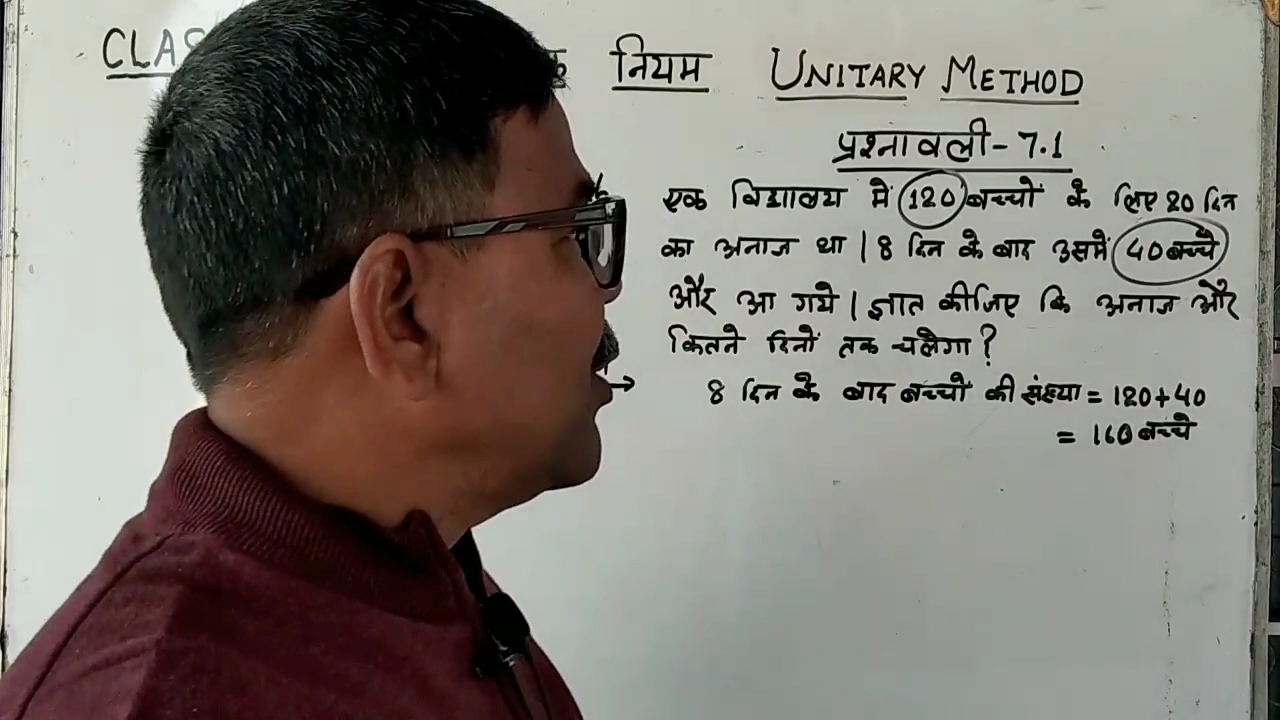 नियम UNITARY METHOD
प्रश्नावली-7.1
एक विद्यालय में 120 बच्चों के लिए 20 दिन
का अनाज था | 8 दिन के बाद उसमें 40 बच्चे
और आ गये | ज्ञात कीजिए कि अनाज और
कितने दिनों तक चलेगा?
→ 8 दिन के बाद बच्चो की संख्या = 120+40
= 160 बच्चे